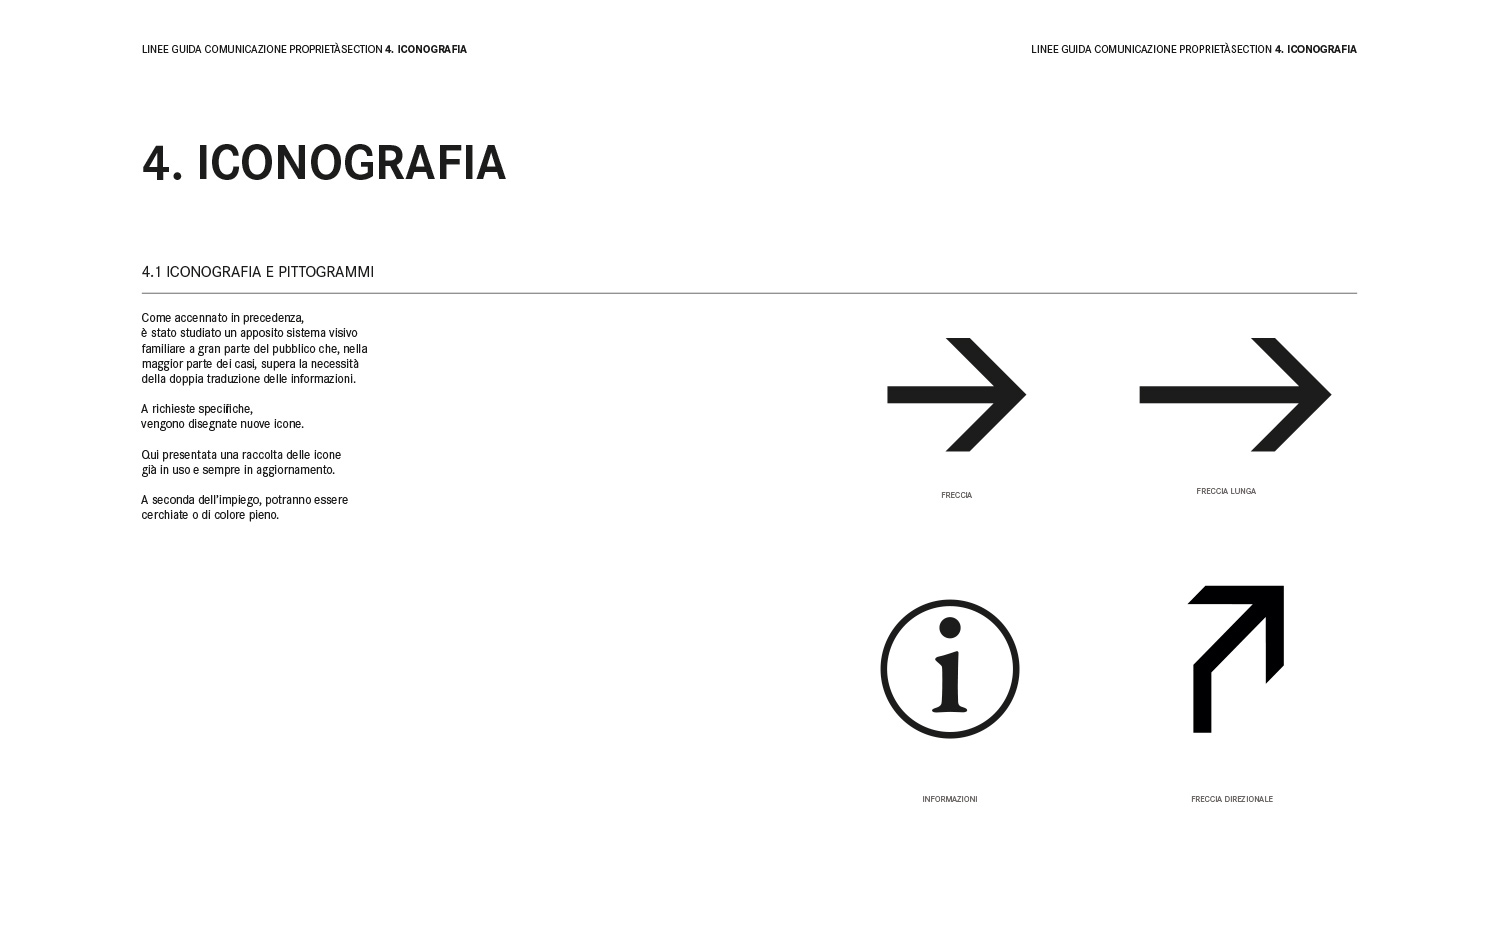 LINEE GUIDA COMUNICAZIONE PROPRIETÀSECTION 4. ICONOGRAFIA
LINEE GUIDA COMUNICAZIONE PROPRIETÀSECTION 4. ICONOGRAFIA
4. ICONOGRAFIA
4.1 ICONOGRAFIA E PITTOGRAMMI
Come accennato in precedenza,
è stato studiato un apposito sistema visivo
familiare a gran parte del pubblico che, nella
maggior parte dei casi, supera la necessità
della doppia traduzione delle informazioni.
A richieste specifiche,
vengono disegnate nuove icone.
Qui presentata una raccolta delle icone
già in uso e sempre in aggiornamento.
A seconda dell'impiego, potranno essere
cerchiate o di colore pieno.
FRECCIA
FRECCIA LUNGA
i
INFORMAZIONI
FRECCIA DIREZIONALE